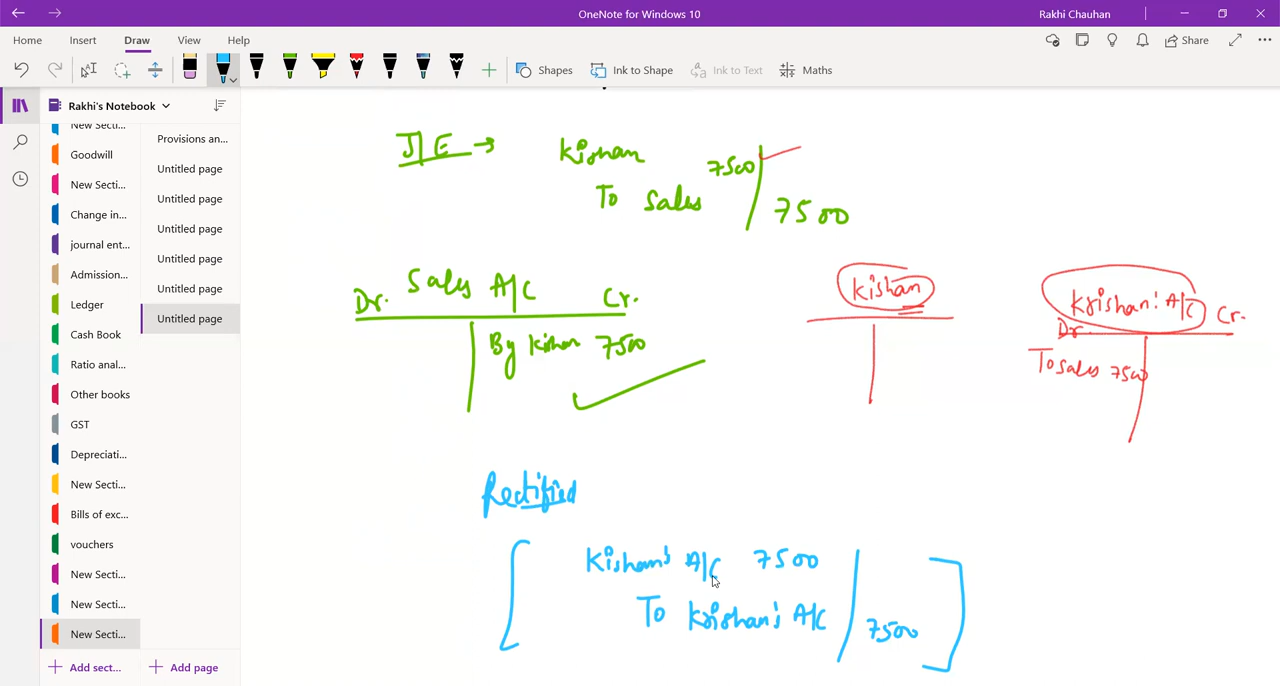 OneNote for Windows 10
Rakhi Chauhan
Home Insert Draw View Help
Share
Shapes
Ink to Shape
Ink to Text
Maths
Rakhi's Notebook
New Secti...
Goodwill
New Secti...
Change in...
journal ent...
Admission...
Ledger
Cash Book
Ratio anal...
Other books
GST
Depreciati...
New Secti...
Bills of exc...
vouchers
New Secti...
New Secti...
New Secti...
Add sect...
Provisions an...
Untitled page
Untitled page
Untitled page
Untitled page
Untitled page
Untitled page
Add page
J/E → Kishan 7500
To Sales 7500
Dr. Sales A/C Cr.
By Kishan 7500
Kishan
Krishan's A/C Cr.
Dr.
To Sales 7500
Rectified
Kishan's A/C 7500
To Krishan's A/C 7500